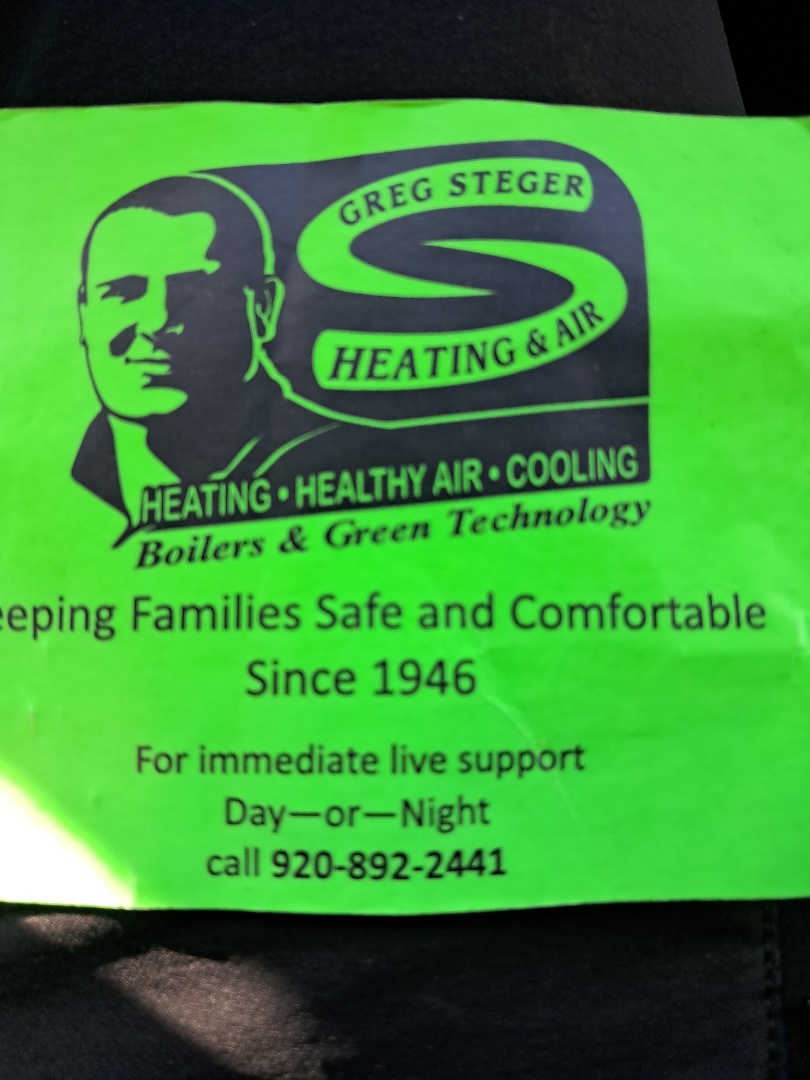 GREG STEGER
HEATING & AIR
HEATING • HEALTHY AIR • COOLING
Boilers & Green Technology
eeping Families Safe and Comfortable
Since 1946
For immediate live support
Day—or—Night
call 920-892-2441